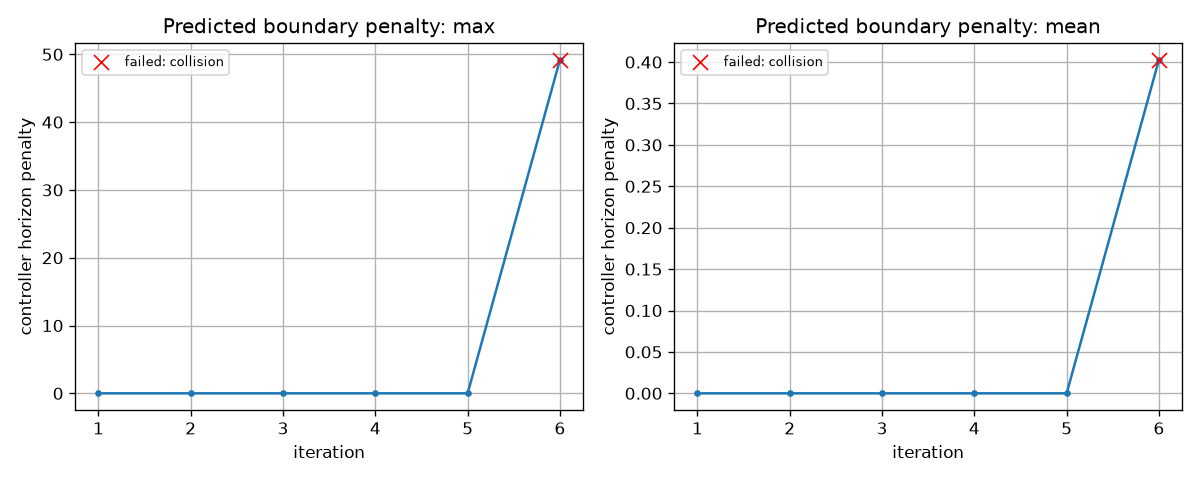 Predicted boundary penalty: max
failed: collision
controller horizon penalty
50
40
30
20
10
0
1 2 3 4 5 6
iteration
Predicted boundary penalty: mean
failed: collision
controller horizon penalty
0.40
0.35
0.30
0.25
0.20
0.15
0.10
0.05
0.00
1 2 3 4 5 6
iteration